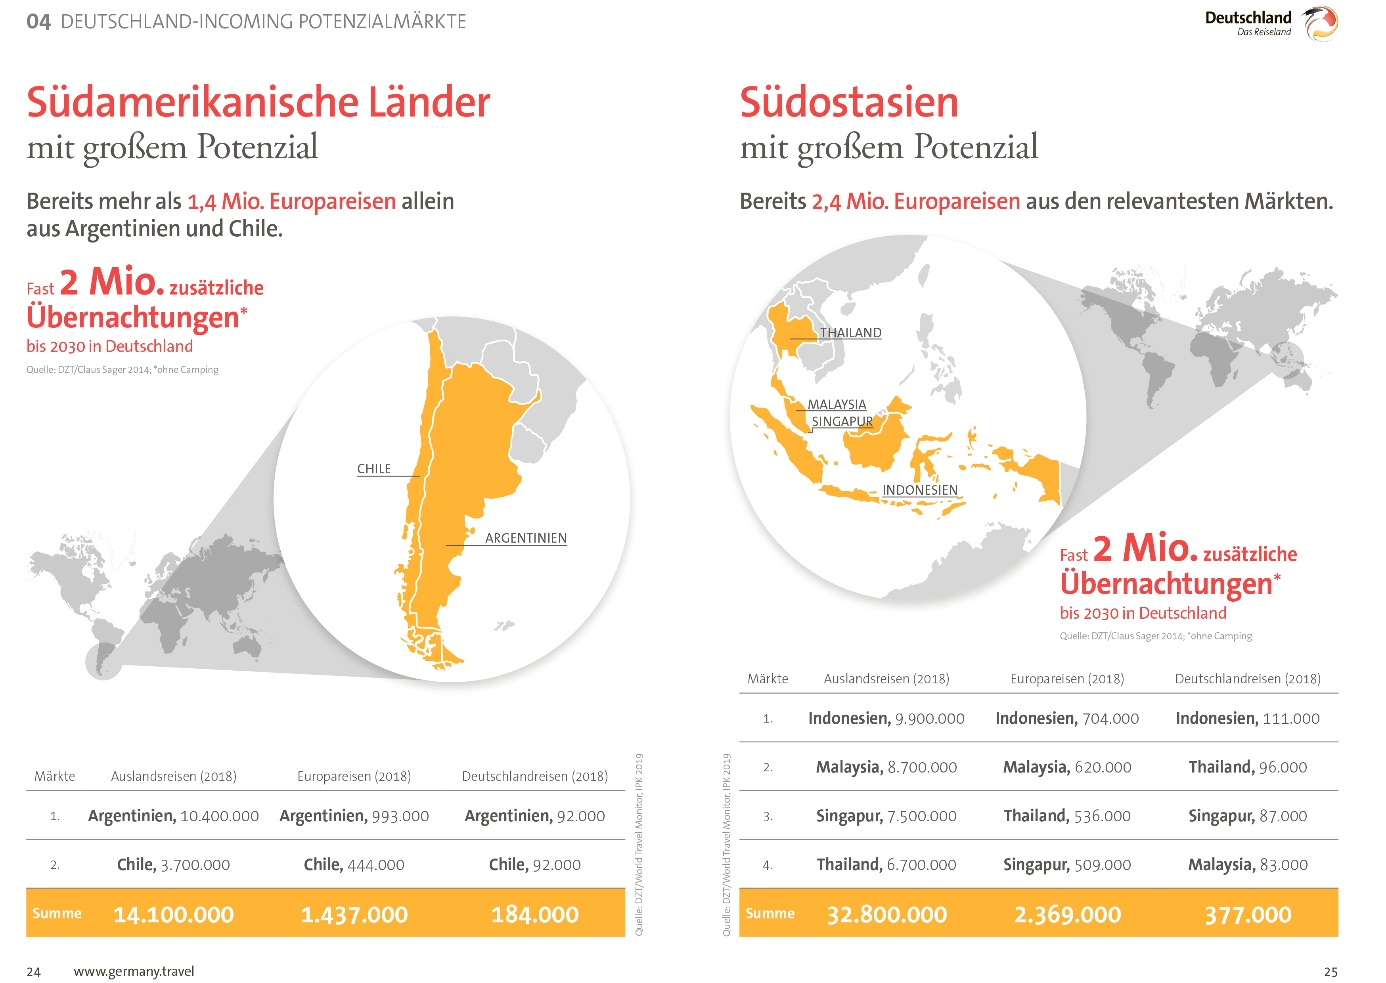 04 DEUTSCHLAND-INCOMING POTENZIALMÄRKTE
Deutschland
Das Reiseland
Südamerikanische Länder
mit großem Potenzial
Bereits mehr als 1,4 Mio. Europareisen allein
aus Argentinien und Chile.
Fast 2 Mio. zusätzliche
Übernachtungen*
bis 2030 in Deutschland
Quelle: DZT/Claus Sager 2014; *ohne Camping
CHILE
ARGENTINIEN
Märkte Auslandsreisen (2018) Europareisen (2018) Deutschlandreisen (2018)
1. Argentinien, 10.400.000 Argentinien, 993.000 Argentinien, 92.000
2. Chile, 3.700.000 Chile, 444.000 Chile, 92.000
Summe 14.100.000 1.437.000 184.000
Quelle: DZT/World Travel Monitor, IPK 2019
24 www.germany.travel
Südostasien
mit großem Potenzial
Bereits 2,4 Mio. Europareisen aus den relevantesten Märkten.
THAILAND
MALAYSIA
SINGAPUR
INDONESIEN
Fast 2 Mio. zusätzliche
Übernachtungen*
bis 2030 in Deutschland
Quelle: DZT/Claus Sager 2014; *ohne Camping
Märkte Auslandsreisen (2018) Europareisen (2018) Deutschlandreisen (2018)
1. Indonesien, 9.900.000 Indonesien, 704.000 Indonesien, 111.000
2. Malaysia, 8.700.000 Malaysia, 620.000 Thailand, 96.000
3. Singapur, 7.500.000 Thailand, 536.000 Singapur, 87.000
4. Thailand, 6.700.000 Singapur, 509.000 Malaysia, 83.000
Summe 32.800.000 2.369.000 377.000
Quelle: DZT/World Travel Monitor, IPK 2019
25